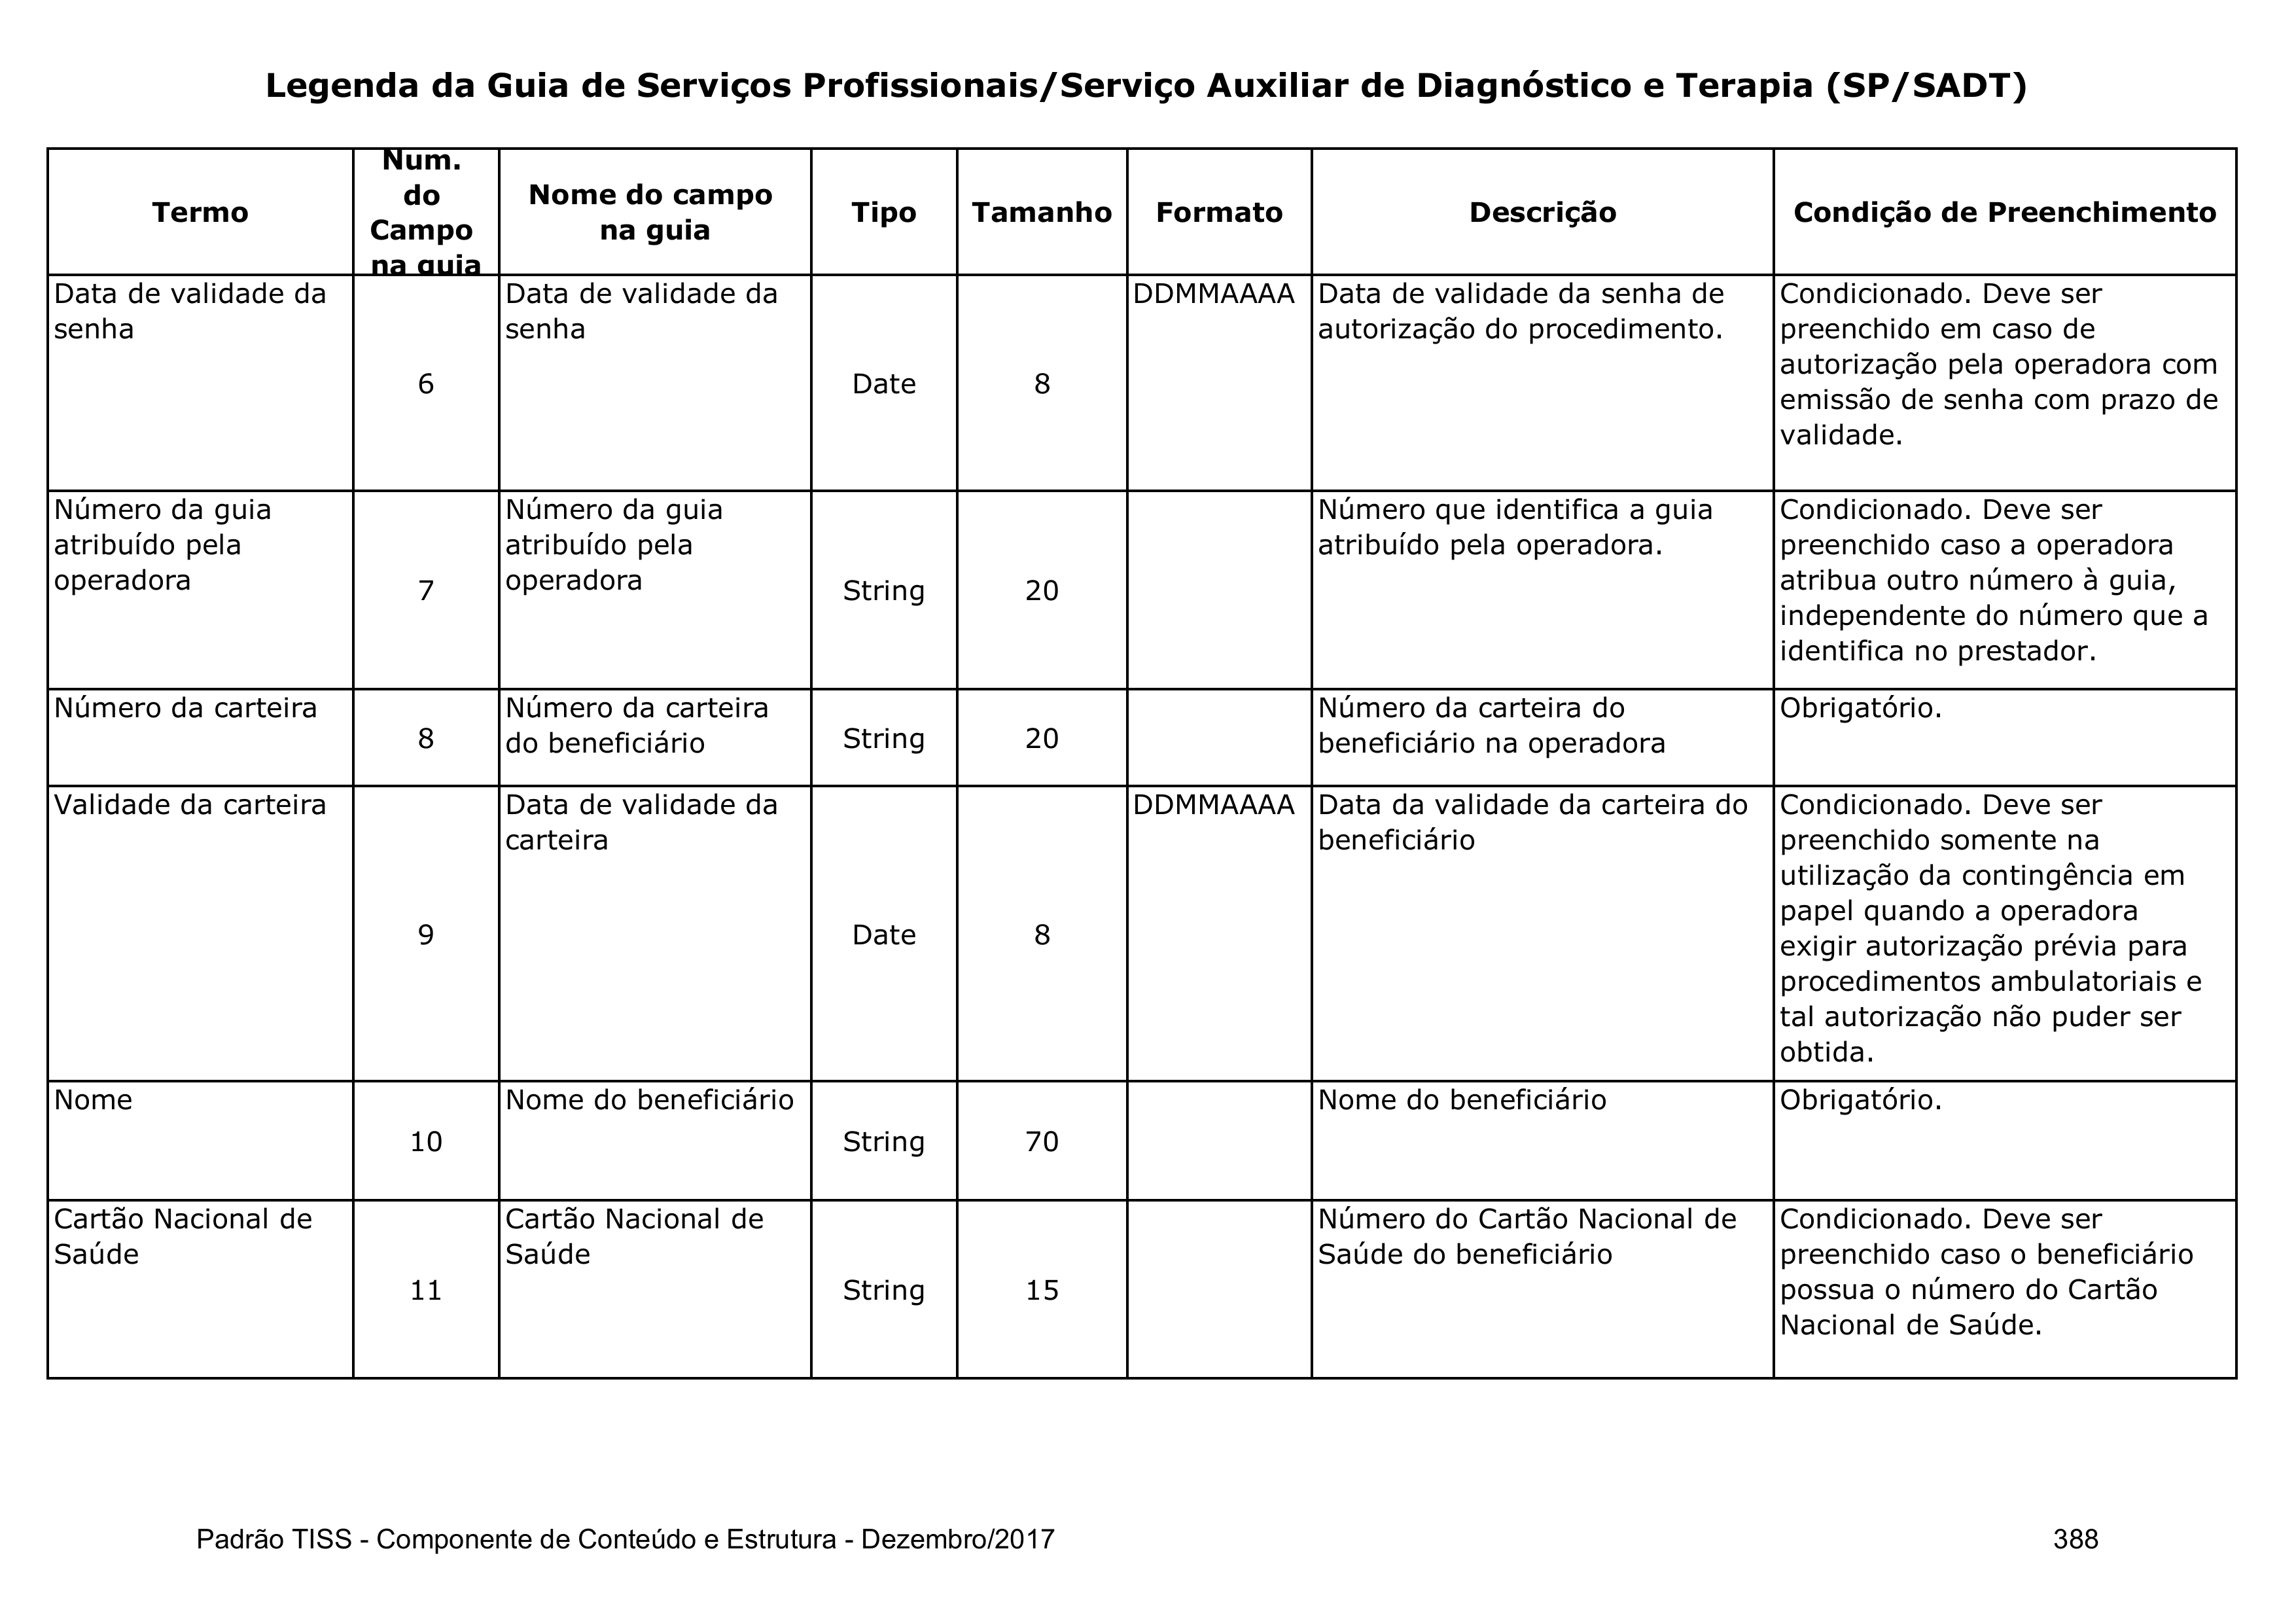 Legenda da Guia de Serviços Profissionais/Serviço Auxiliar de Diagnóstico e Terapia (SP/SADT)
Termo
Num.
do
Campo
na guia
Nome do campo
na guia
Tipo
Tamanho
Formato
Descrição
Condição de Preenchimento
Data de validade da
senha
6
Data de validade da
senha
Date
8
DDMMAAAA
Data de validade da senha de
autorização do procedimento.
Condicionado. Deve ser
preenchido em caso de
autorização pela operadora com
emissão de senha com prazo de
validade.
Número da guia
atribuído pela
operadora
7
Número da guia
atribuído pela
operadora
String
20
Número que identifica a guia
atribuído pela operadora.
Condicionado. Deve ser
preenchido caso a operadora
atribua outro número à guia,
independente do número que a
identifica no prestador.
Número da carteira
8
Número da carteira
do beneficiário
String
20
Número da carteira do
beneficiário na operadora
Obrigatório.
Validade da carteira
9
Data de validade da
carteira
Date
8
DDMMAAAA
Data da validade da carteira do
beneficiário
Condicionado. Deve ser
preenchido somente na
utilização da contingência em
papel quando a operadora
exigir autorização prévia para
procedimentos ambulatoriais e
tal autorização não puder ser
obtida.
Nome
10
Nome do beneficiário
String
70
Nome do beneficiário
Obrigatório.
Cartão Nacional de
Saúde
11
Cartão Nacional de
Saúde
String
15
Número do Cartão Nacional de
Saúde do beneficiário
Condicionado. Deve ser
preenchido caso o beneficiário
possua o número do Cartão
Nacional de Saúde.
Padrão TISS - Componente de Conteúdo e Estrutura - Dezembro/2017
388